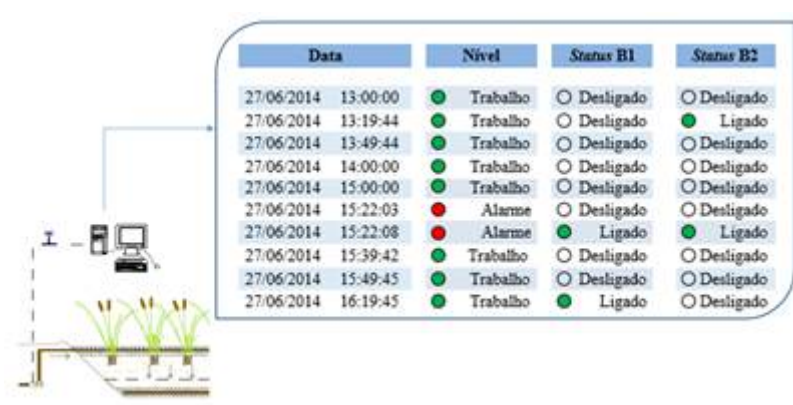 Data Nível Status B1 Status B2
27/06/2014 13:00:00 Trabalho Desligado Desligado
27/06/2014 13:19:44 Trabalho Desligado Ligado
27/06/2014 13:49:44 Trabalho Desligado Desligado
27/06/2014 14:00:00 Trabalho Desligado Desligado
27/06/2014 15:00:00 Trabalho Desligado Desligado
27/06/2014 15:22:03 Alarme Desligado Desligado
27/06/2014 15:22:08 Alarme Ligado Ligado
27/06/2014 15:39:42 Trabalho Desligado Desligado
27/06/2014 15:49:45 Trabalho Desligado Desligado
27/06/2014 16:19:45 Trabalho Ligado Desligado